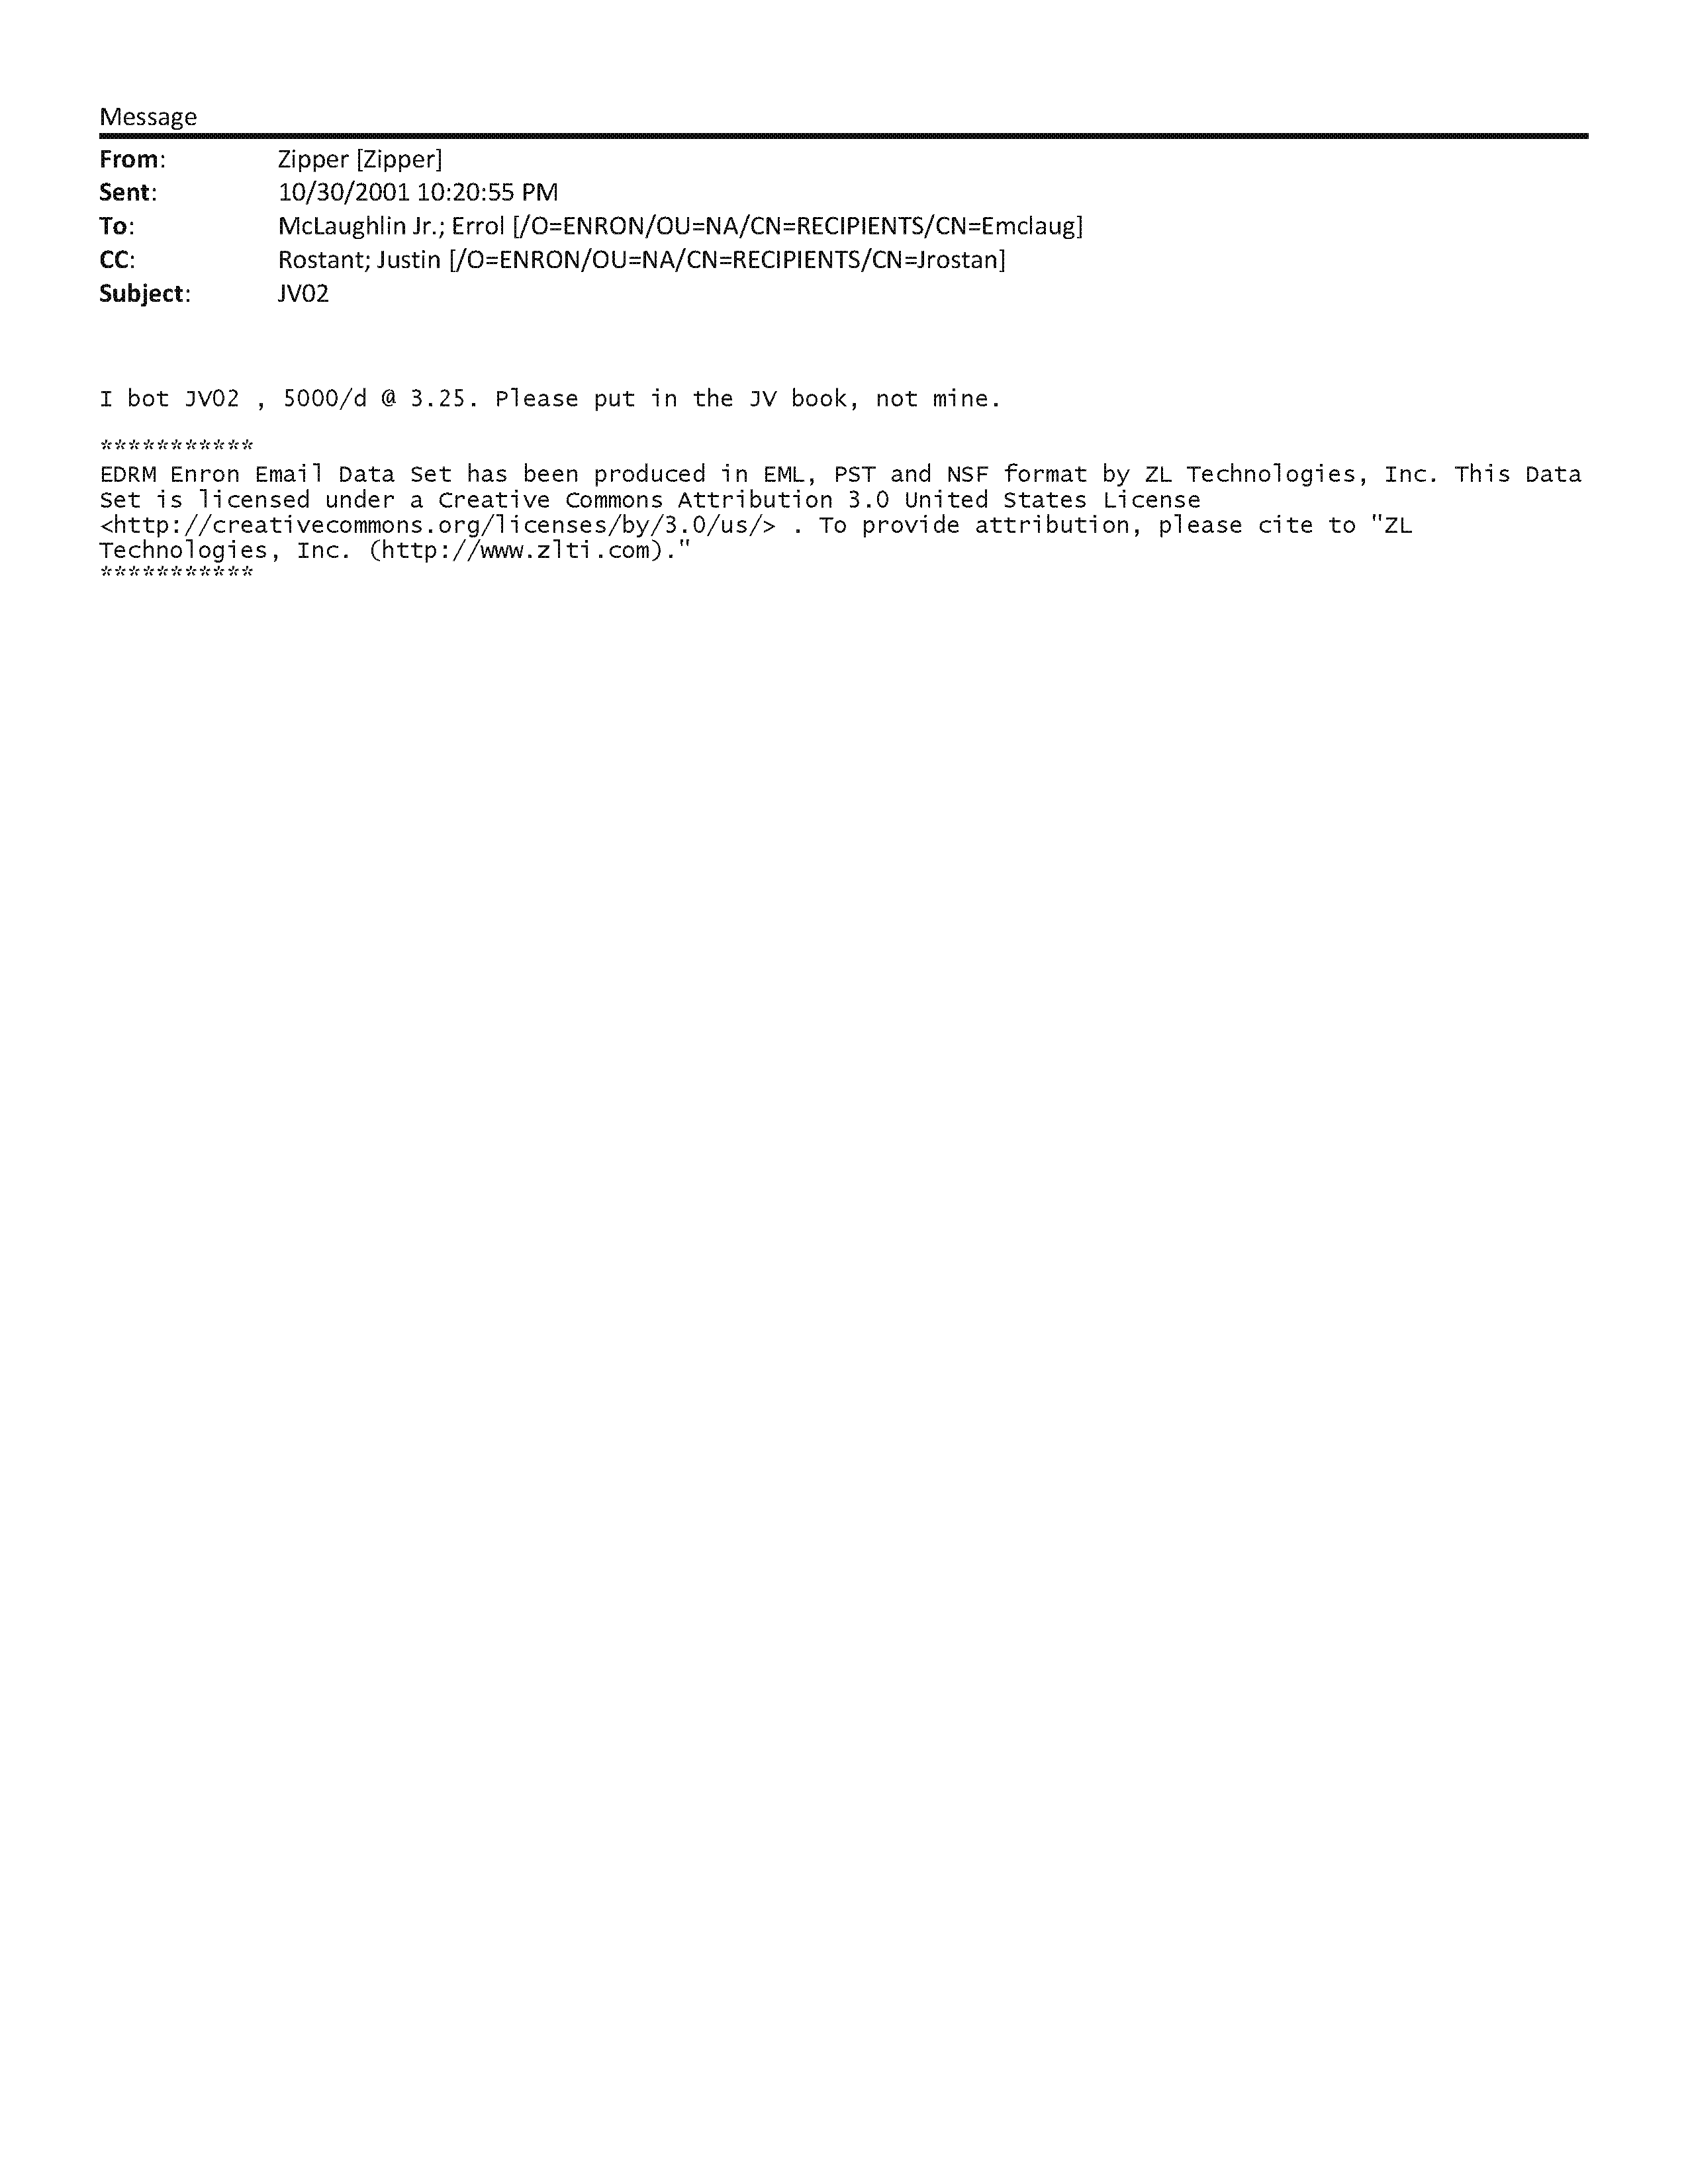 Message
From: Zipper [Zipper]
Sent: 10/30/2001 10:20:55 PM
To: McLaughlin Jr.; Errol [/O=ENRON/OU=NA/CN=RECIPIENTS/CN=Emclaug]
CC: Rostant; Justin [/O=ENRON/OU=NA/CN=RECIPIENTS/CN=Jrostan]
Subject: JV02
I bot JV02 , 5000/d @ 3.25. Please put in the JV book, not mine.
***********
EDRM Enron Email Data Set has been produced in EML, PST and NSF format by ZL Technologies, Inc. This Data
Set is licensed under a Creative Commons Attribution 3.0 United States License
<http://creativecommons.org/licenses/by/3.0/us/> . To provide attribution, please cite to "ZL
Technologies, Inc. (http://www.zlti.com)."
***********